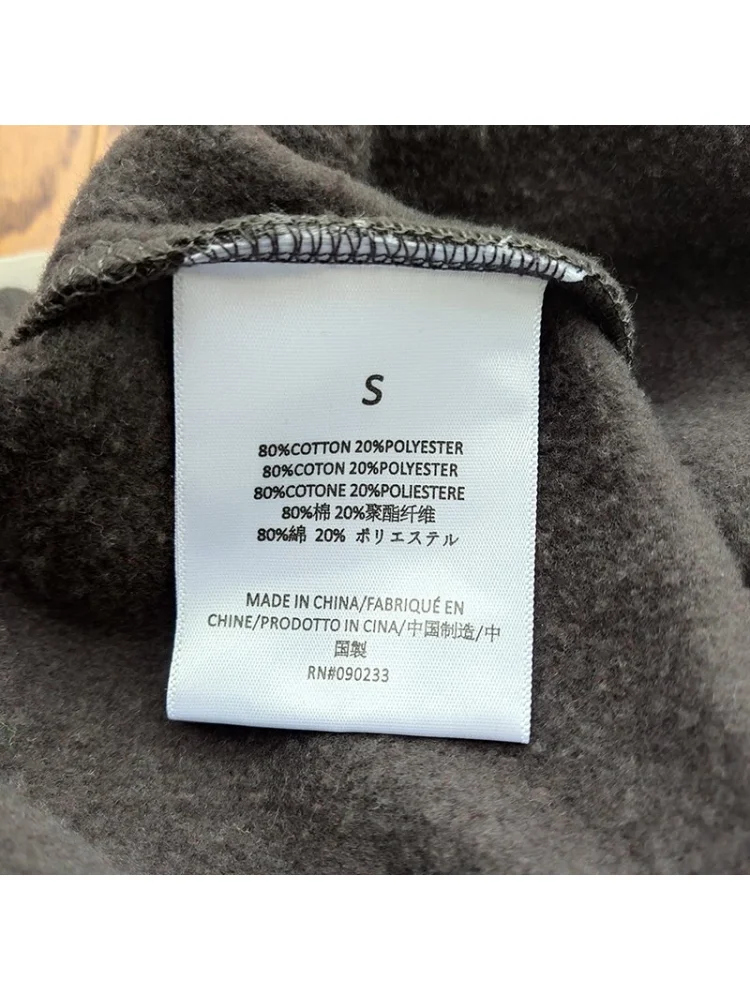 S
80%COTTON 20%POLYESTER
80%COTON 20%POLYESTER
80%COTONE 20%POLIESTERE
80%棉 20%聚酯纤维
80%綿 20% ポリエステル
MADE IN CHINA/FABRIQUÉ EN
CHINE/PRODOTTO IN CINA/中国制造/中
国製
RN#090233